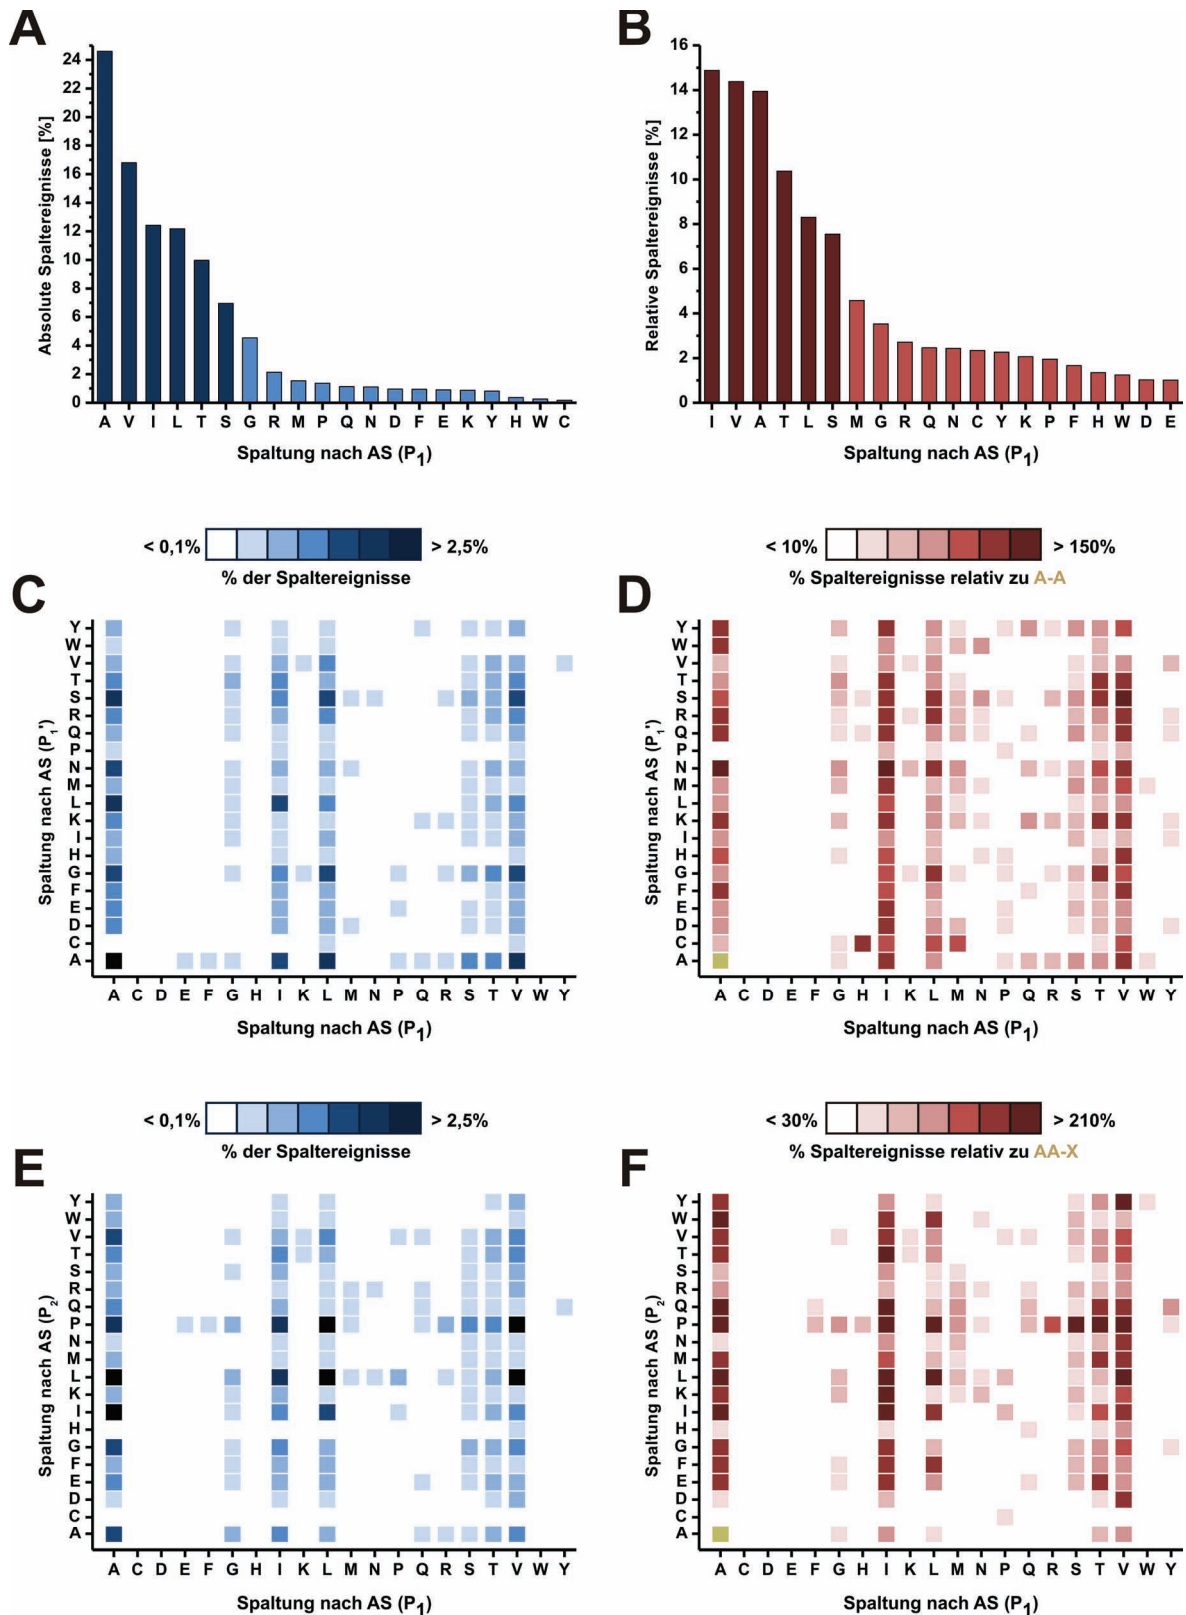 A
B
24
22
20
18
16
14
12
10
8
6
4
2
0
Absolute Spaltereignisse [%]
A V I L T S G R M P Q N D F E K Y H W C
Spaltung nach AS (P1)
16
14
12
10
8
6
4
2
0
Relative Spaltereignisse [%]
I V A T L S M G R Q N C Y K P F H W D E
Spaltung nach AS (P1)
< 0,1% > 2,5%
% der Spaltereignisse
< 10% > 150%
% Spaltereignisse relativ zu A-A
C
D
Spaltung nach AS (P1')
Y
W
V
T
S
R
Q
P
N
M
L
K
I
H
G
F
E
D
C
A
A C D E F G H I K L M N P Q R S T V W Y
Spaltung nach AS (P1)
Spaltung nach AS (P1')
Y
W
V
T
S
R
Q
P
N
M
L
K
I
H
G
F
E
D
C
A
A C D E F G H I K L M N P Q R S T V W Y
Spaltung nach AS (P1)
< 0,1% > 2,5%
% der Spaltereignisse
< 30% > 210%
% Spaltereignisse relativ zu AA-X
E
F
Spaltung nach AS (P2)
Y
W
V
T
S
R
Q
P
N
M
L
K
I
H
G
F
E
D
C
A
A C D E F G H I K L M N P Q R S T V W Y
Spaltung nach AS (P1)
Spaltung nach AS (P2)
Y
W
V
T
S
R
Q
P
N
M
L
K
I
H
G
F
E
D
C
A
A C D E F G H I K L M N P Q R S T V W Y
Spaltung nach AS (P1)